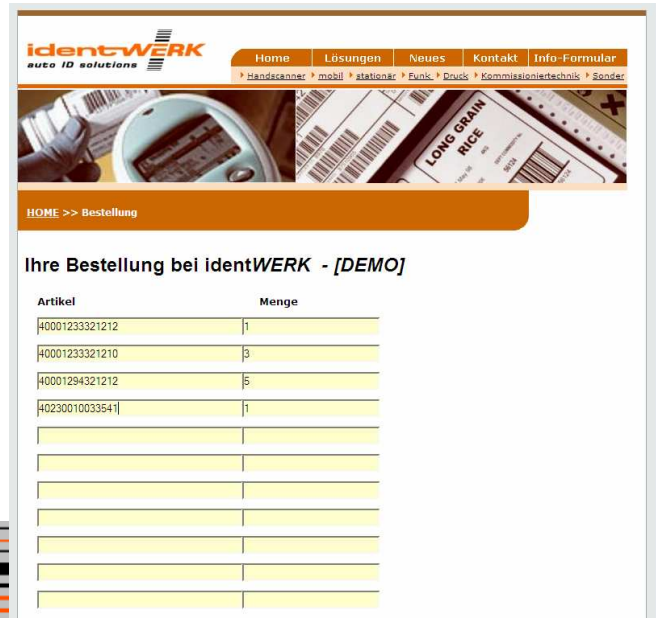 identWERK
auto ID solutions
Home Lösungen Neues Kontakt Info-Formular
Handscanner mobil stationär Funk Druck Kommissioniertechnik Sonder
LONG GRAIN
RICE
HOME >> Bestellung
Ihre Bestellung bei identWERK - [DEMO]
Artikel Menge
40001233321212 1
40001233321210 3
40001294321212 5
40230010033541 1